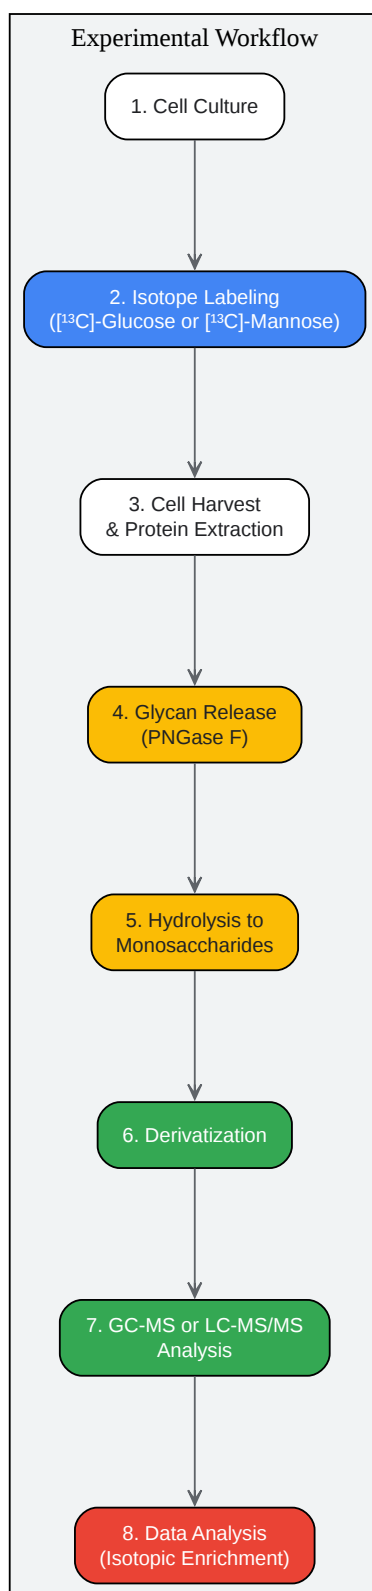 Experimental Workflow
1. Cell Culture
2. Isotope Labeling
([¹³C]-Glucose or [¹³C]-Mannose)
3. Cell Harvest
& Protein Extraction
4. Glycan Release
(PNGase F)
5. Hydrolysis to
Monosaccharides
6. Derivatization
7. GC-MS or LC-MS/MS
Analysis
8. Data Analysis
(Isotopic Enrichment)